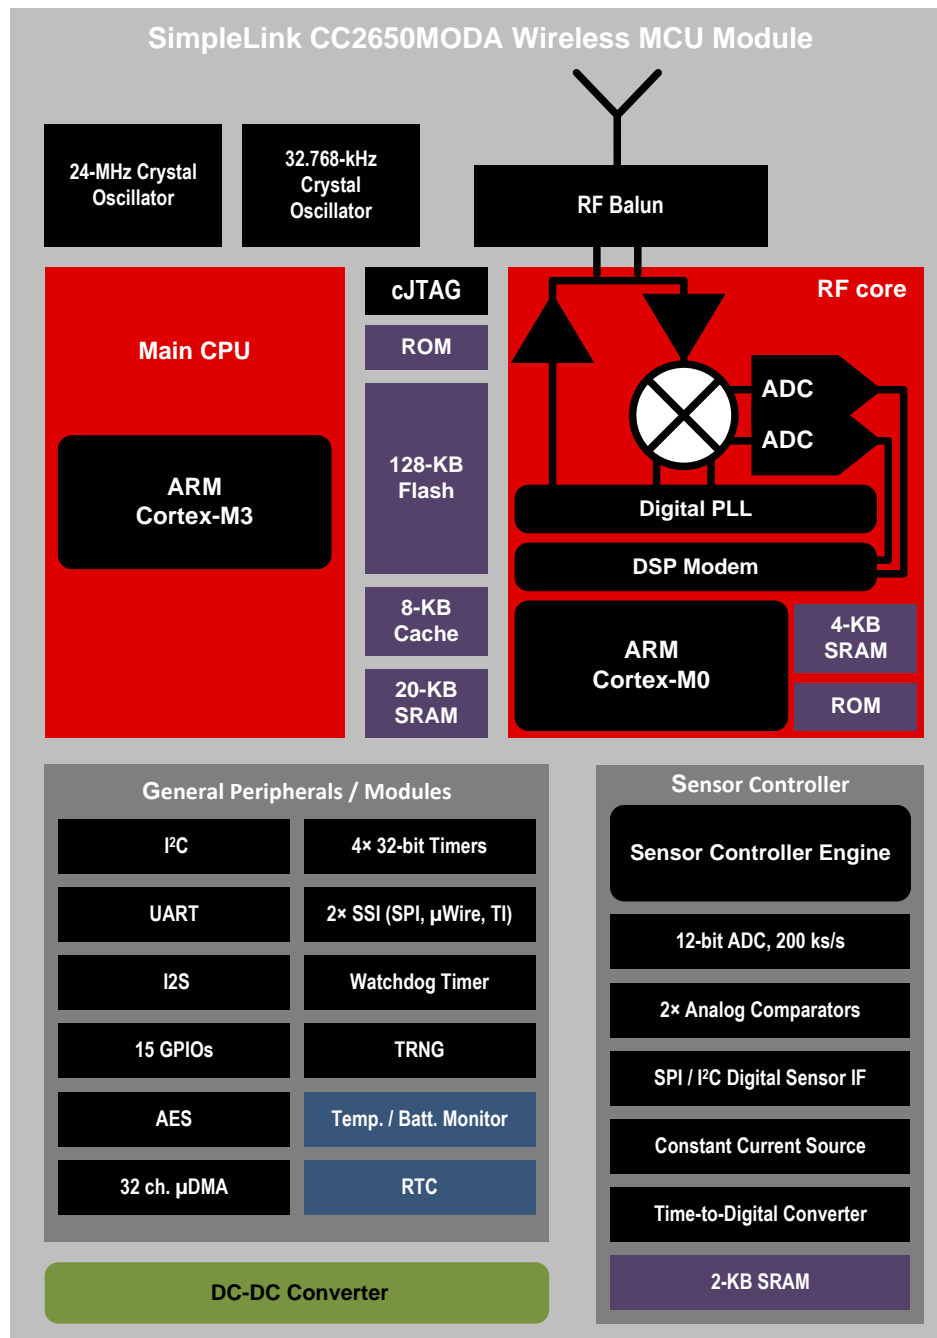 SimpleLink CC2650MODA Wireless MCU Module
24-MHz Crystal
Oscillator
32.768-kHz
Crystal
Oscillator
RF Balun
Main CPU
ARM
Cortex-M3
cJTAG
ROM
128-KB
Flash
8-KB
Cache
20-KB
SRAM
RF core
ADC
ADC
Digital PLL
DSP Modem
ARM
Cortex-M0
4-KB
SRAM
ROM
General Peripherals / Modules
I²C
4× 32-bit Timers
UART
2× SSI (SPI, µWire, TI)
I2S
Watchdog Timer
15 GPIOs
TRNG
AES
Temp. / Batt. Monitor
32 ch. µDMA
RTC
Sensor Controller
Sensor Controller Engine
12-bit ADC, 200 ks/s
2× Analog Comparators
SPI / I²C Digital Sensor IF
Constant Current Source
Time-to-Digital Converter
2-KB SRAM
DC-DC Converter